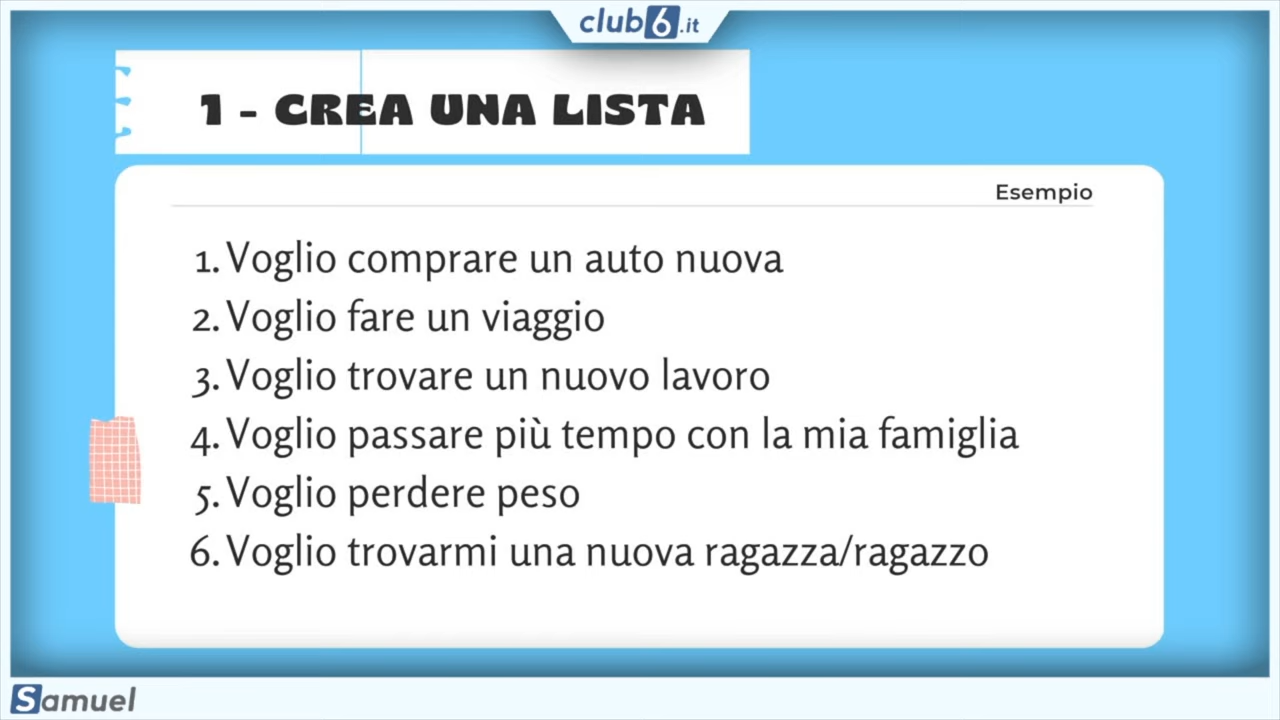 club6.it
1 - CREA UNA LISTA
Esempio
1. Voglio comprare un auto nuova
2. Voglio fare un viaggio
3. Voglio trovare un nuovo lavoro
4. Voglio passare più tempo con la mia famiglia
5. Voglio perdere peso
6. Voglio trovarmi una nuova ragazza/ragazzo
Samuel